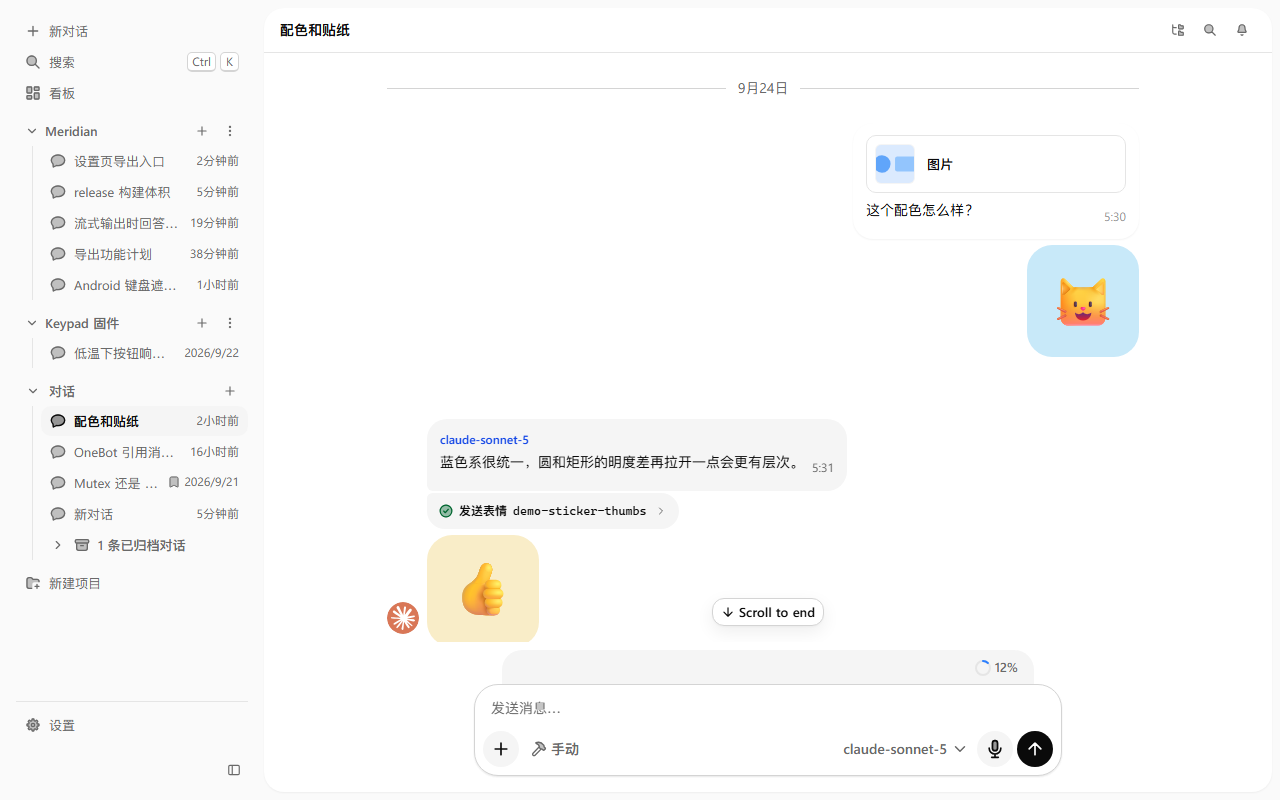 新对话
搜索 Ctrl K
看板
Meridian
设置页导出入口 2分钟前
release 构建体积 5分钟前
流式输出时回答… 19分钟前
导出功能计划 38分钟前
Android 键盘遮… 1小时前
Keypad 固件
低温下按钮响… 2026/9/22
对话
配色和贴纸 2小时前
OneBot 引用消… 16小时前
Mutex 还是 … 2026/9/21
新对话 5分钟前
1 条已归档对话
新建项目
设置
配色和贴纸
9月24日
图片
这个配色怎么样？ 5:30
claude-sonnet-5
蓝色系很统一，圆和矩形的明度差再拉开一点会更有层次。 5:31
发送表情 demo-sticker-thumbs
Scroll to end
12%
发送消息…
手动 claude-sonnet-5